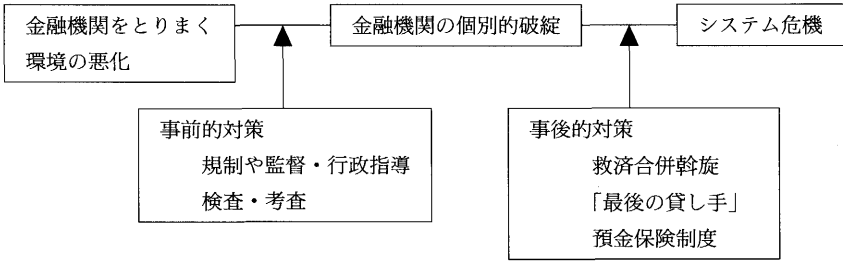 金融機関をとりまく
環境の悪化
金融機関の個別的破綻
システム危機
事前的対策
規制や監督・行政指導
検査・考査
事後的対策
救済合併斡旋
「最後の貸し手」
預金保険制度